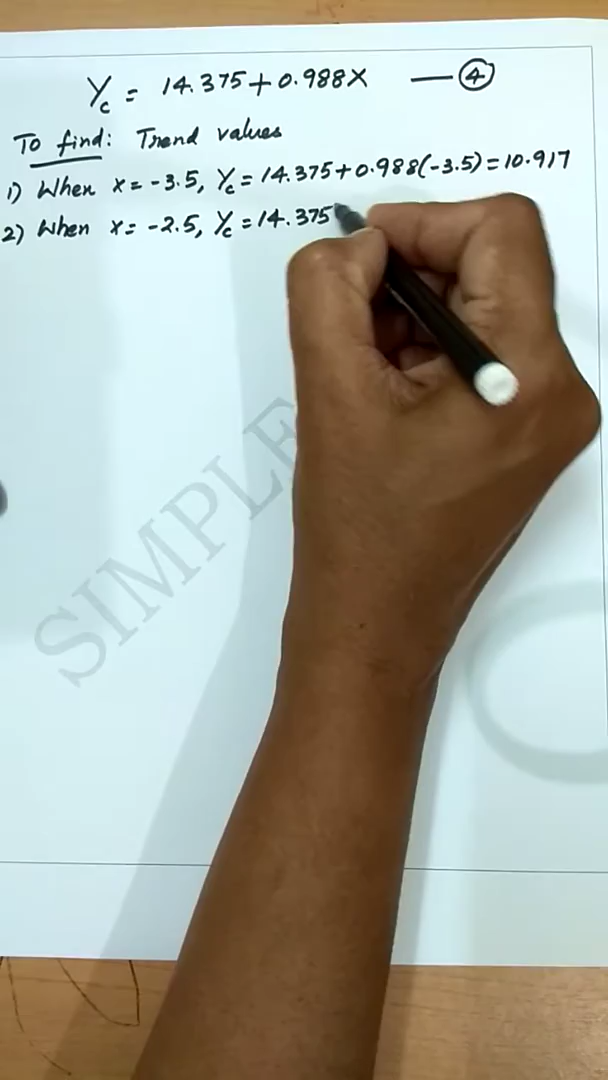 Yc = 14.375 + 0.988X — 4
To find: Trend values
1) When x = -3.5, Yc = 14.375 + 0.988(-3.5) = 10.917
2) When x = -2.5, Yc = 14.375
SIMPLE